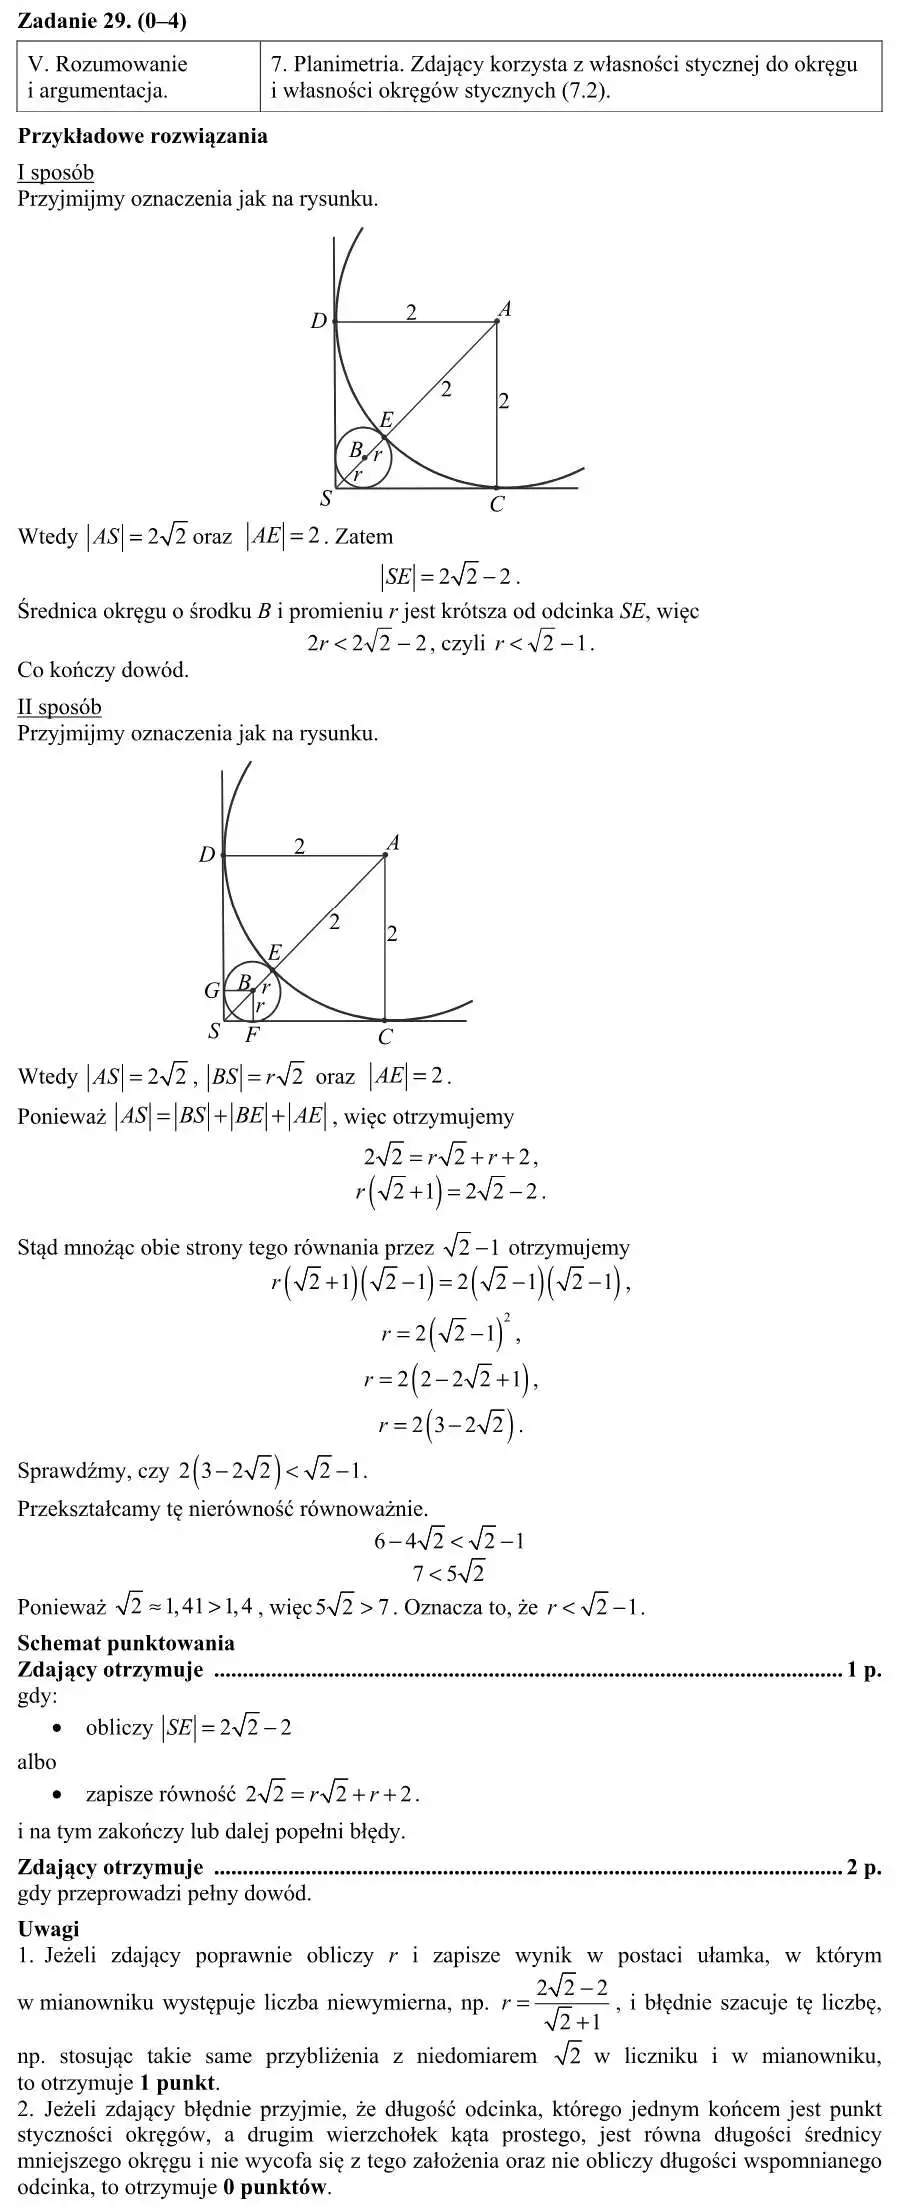 Zadanie 29. (0–4)
V. Rozumowanie
i argumentacja.
7. Planimetria. Zdający korzysta z własności stycznej do okręgu
i własności okręgów stycznych (7.2).
Przykładowe rozwiązania
I sposób
Przyjmijmy oznaczenia jak na rysunku.
D 2 A
2
2
E
B r
r
S C
Wtedy |AS| = 2√2 oraz |AE| = 2. Zatem
|SE| = 2√2 − 2.
Średnica okręgu o środku B i promieniu r jest krótsza od odcinka SE, więc
2r < 2√2 − 2, czyli r < √2 − 1.
Co kończy dowód.
II sposób
Przyjmijmy oznaczenia jak na rysunku.
D 2 A
2
2
E
G B r
r
S F C
Wtedy |AS| = 2√2, |BS| = r√2 oraz |AE| = 2.
Ponieważ |AS| = |BS| + |BE| + |AE|, więc otrzymujemy
2√2 = r√2 + r + 2,
r(√2 + 1) = 2√2 − 2.
Stąd mnożąc obie strony tego równania przez √2 − 1 otrzymujemy
r(√2 + 1)(√2 − 1) = 2(√2 − 1)(√2 − 1),
r = 2(√2 − 1)²,
r = 2(2 − 2√2 + 1),
r = 2(3 − 2√2).
Sprawdźmy, czy 2(3 − 2√2) < √2 − 1.
Przekształcamy tę nierówność równoważnie.
6 − 4√2 < √2 − 1
7 < 5√2
Ponieważ √2 ≈ 1,41 > 1,4, więc 5√2 > 7. Oznacza to, że r < √2 − 1.
Schemat punktowania
Zdający otrzymuje .............................................................................................................. 1 p.
gdy:
• obliczy |SE| = 2√2 − 2
albo
• zapisze równość 2√2 = r√2 + r + 2.
i na tym zakończy lub dalej popełni błędy.
Zdający otrzymuje .............................................................................................................. 2 p.
gdy przeprowadzi pełny dowód.
Uwagi
1. Jeżeli zdający poprawnie obliczy r i zapisze wynik w postaci ułamka, w którym
w mianowniku występuje liczba niewymierna, np. r = (2√2 − 2)/(√2 + 1), i błędnie szacuje tę liczbę,
np. stosując takie same przybliżenia z niedomiarem √2 w liczniku i w mianowniku,
to otrzymuje 1 punkt.
2. Jeżeli zdający błędnie przyjmie, że długość odcinka, którego jednym końcem jest punkt
styczności okręgów, a drugim wierzchołek kąta prostego, jest równa długości średnicy
mniejszego okręgu i nie wycofa się z tego założenia oraz nie obliczy długości wspomnianego
odcinka, to otrzymuje 0 punktów.